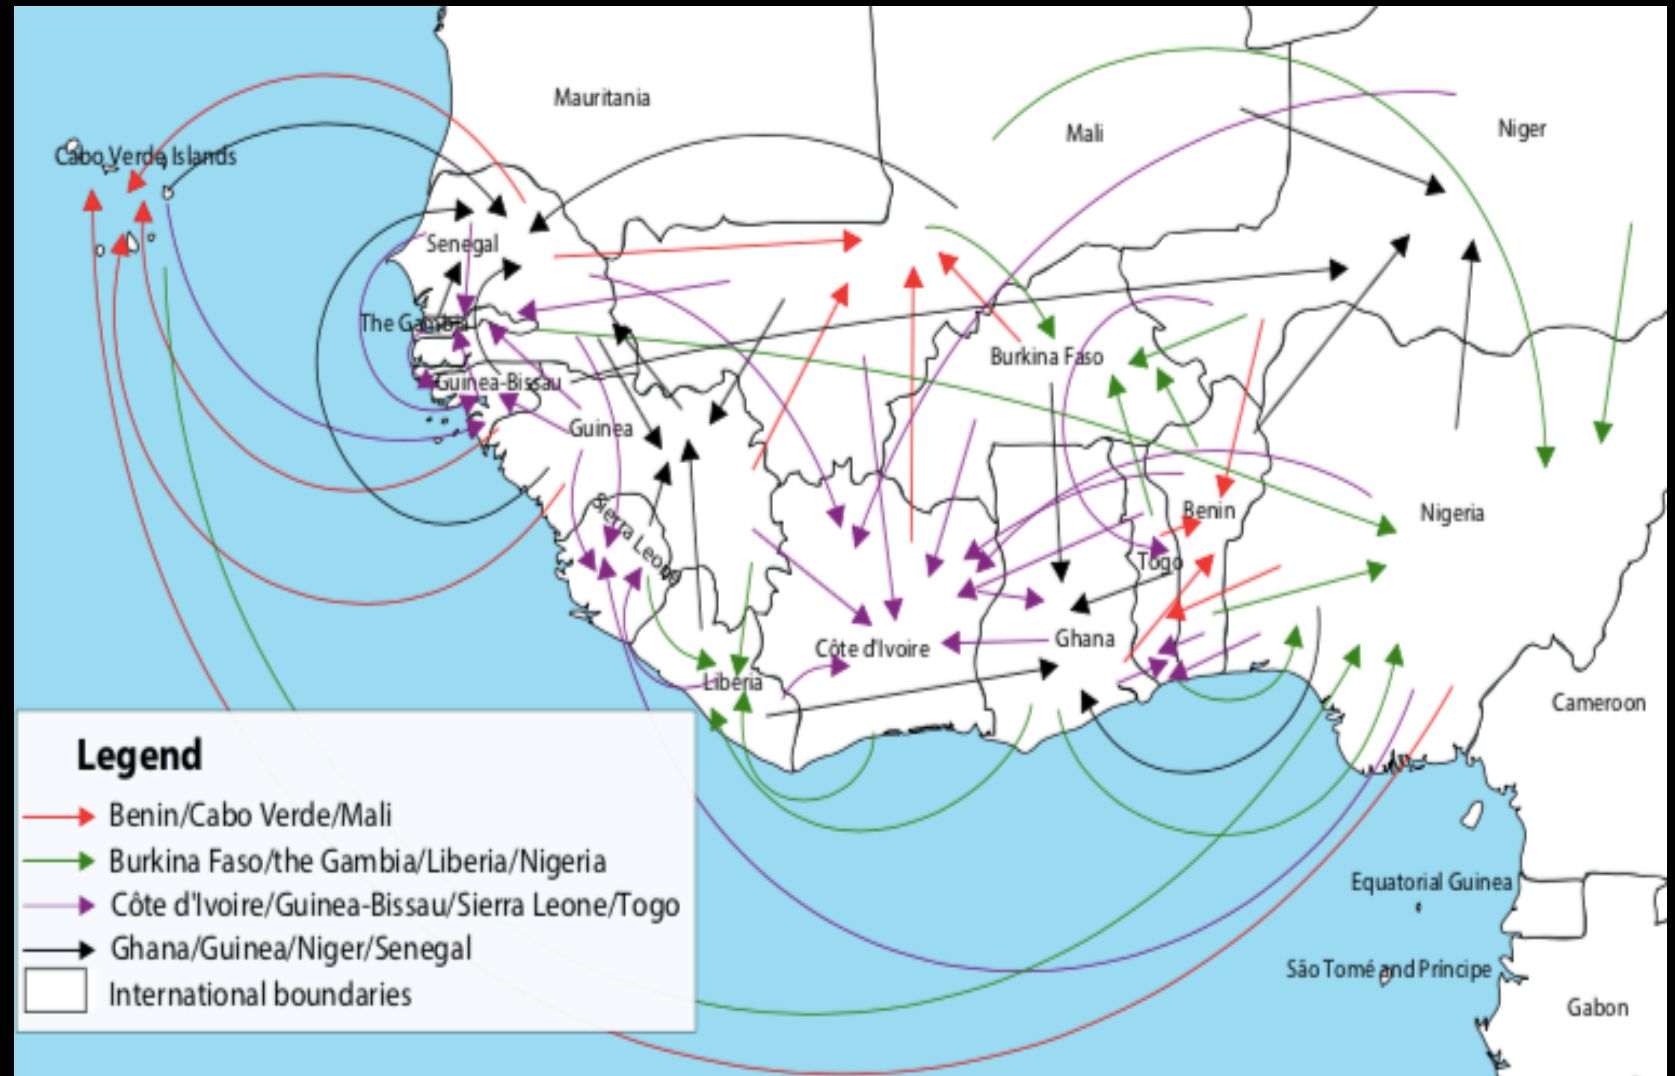 Mauritania
Mali
Niger
Cabo Verde Islands
Senegal
The Gambia
Burkina Faso
Guinea-Bissau
Guinea
Sierra Leone
Benin
Nigeria
Togo
Côte d'Ivoire
Ghana
Liberia
Cameroon
Legend
Benin/Cabo Verde/Mali
Burkina Faso/the Gambia/Liberia/Nigeria
Côte d'Ivoire/Guinea-Bissau/Sierra Leone/Togo
Ghana/Guinea/Niger/Senegal
International boundaries
Equatorial Guinea
São Tomé and Príncipe
Gabon